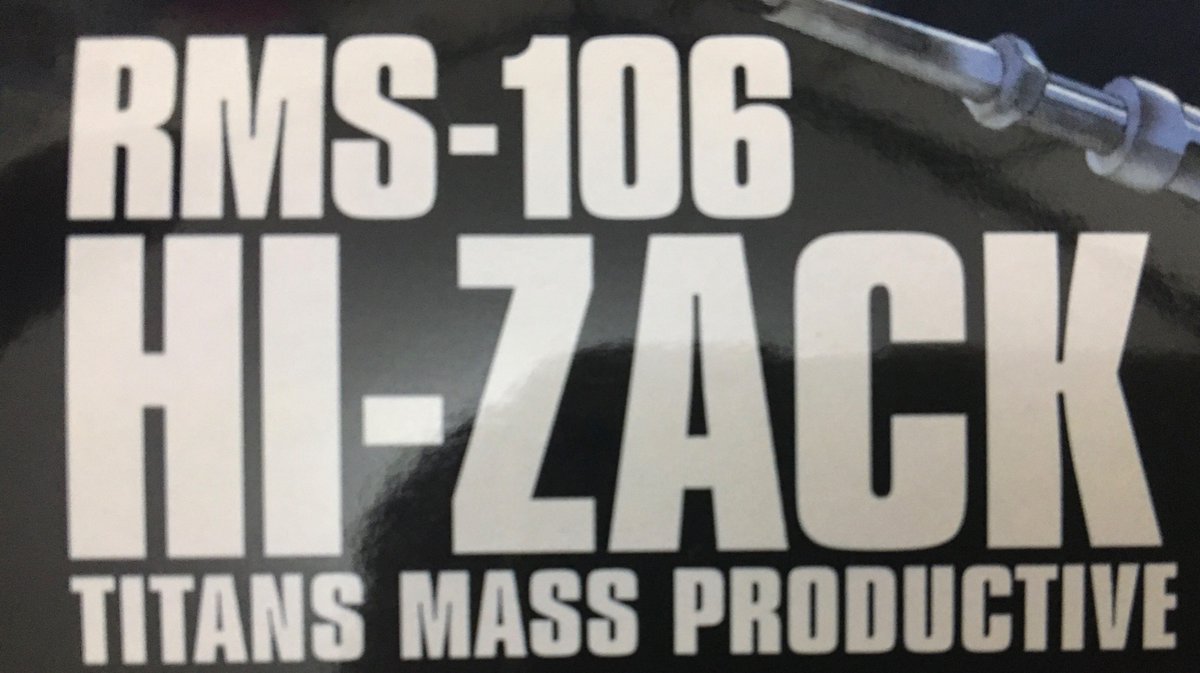 RMS-106
HI-ZACK
TITANS MASS PRODUCTIVE